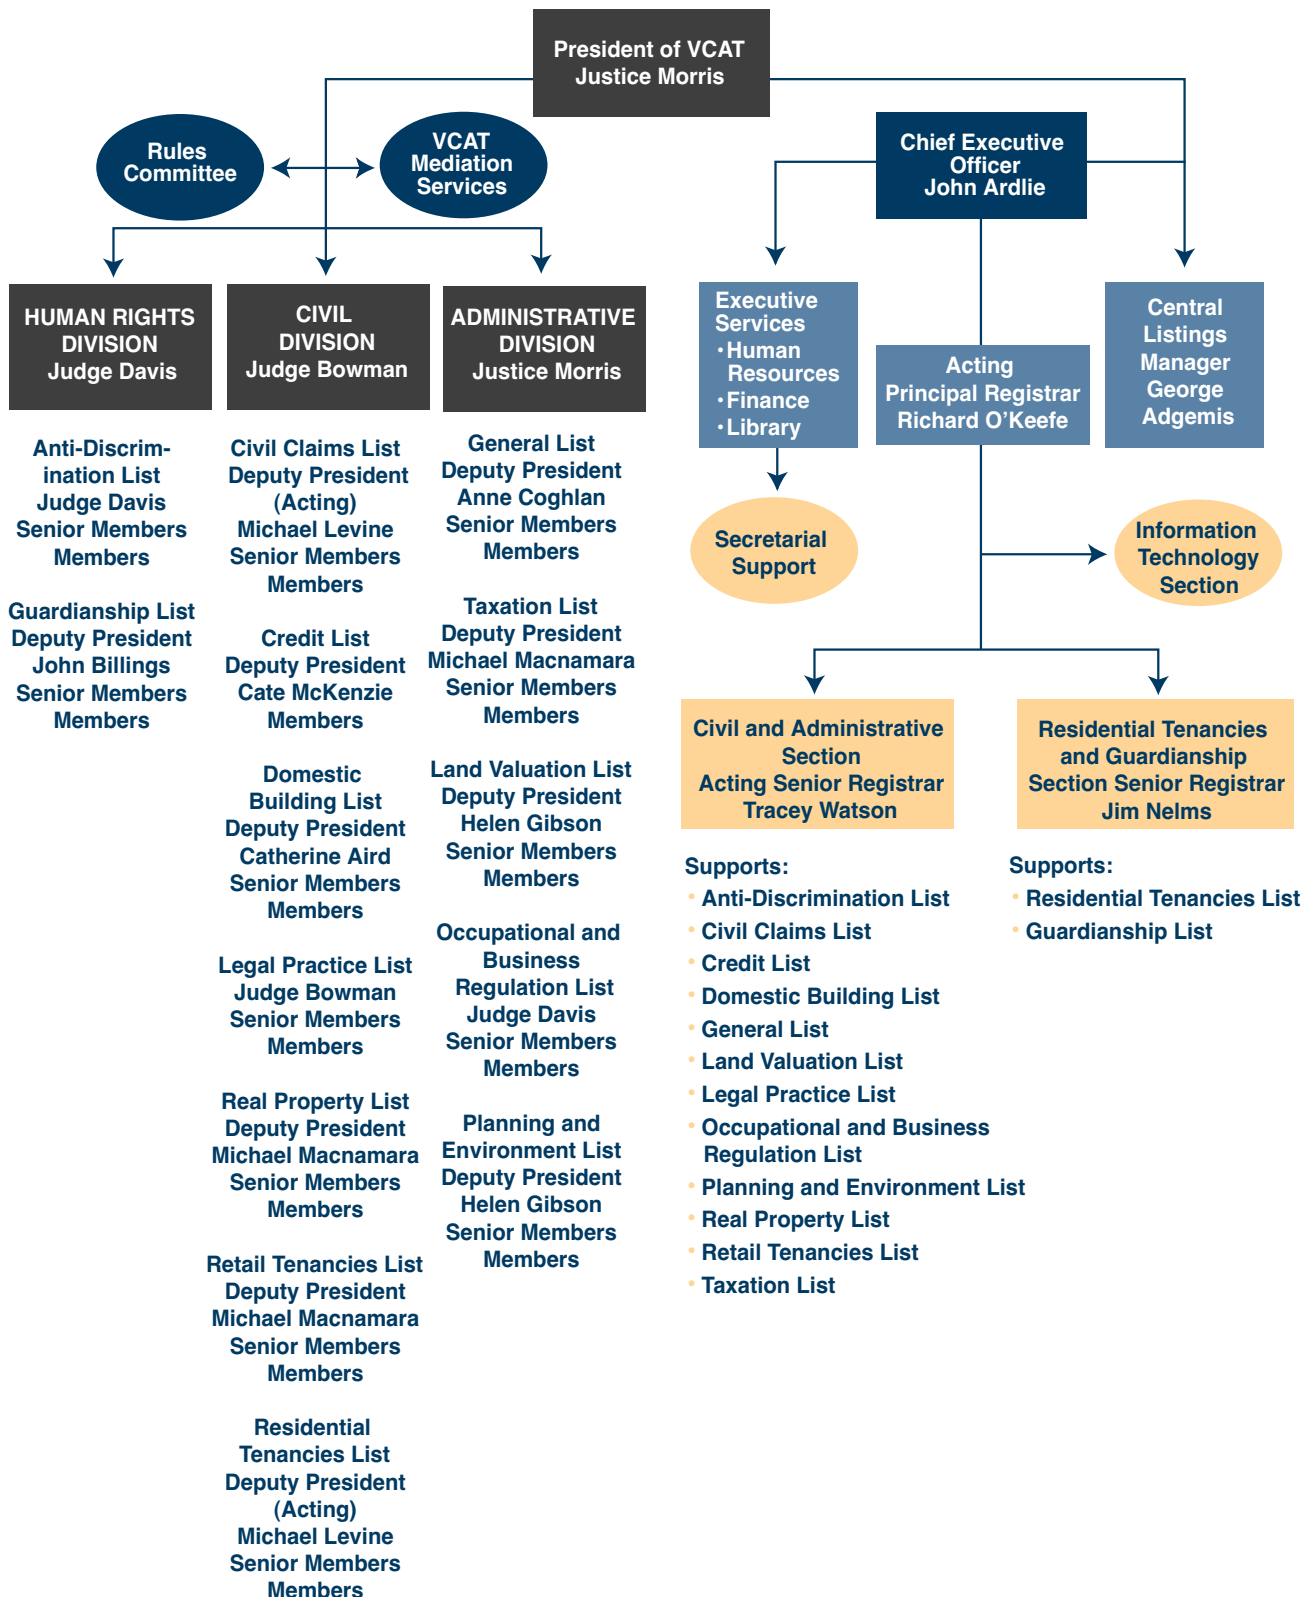 President of VCAT
Justice Morris
Rules
Committee
VCAT
Mediation
Services
Chief Executive
Officer
John Ardlie
HUMAN RIGHTS
DIVISION
Judge Davis
CIVIL
DIVISION
Judge Bowman
ADMINISTRATIVE
DIVISION
Justice Morris
Executive
Services
· Human
Resources
· Finance
· Library
Acting
Principal Registrar
Richard O'Keefe
Central
Listings
Manager
George
Adgemis
Anti-Discrim-
ination List
Judge Davis
Senior Members
Members
Guardianship List
Deputy President
John Billings
Senior Members
Members
Civil Claims List
Deputy President
(Acting)
Michael Levine
Senior Members
Members
Credit List
Deputy President
Cate McKenzie
Members
Domestic
Building List
Deputy President
Catherine Aird
Senior Members
Members
Legal Practice List
Judge Bowman
Senior Members
Members
Real Property List
Deputy President
Michael Macnamara
Senior Members
Members
Retail Tenancies List
Deputy President
Michael Macnamara
Senior Members
Members
Residential
Tenancies List
Deputy President
(Acting)
Michael Levine
Senior Members
Members
General List
Deputy President
Anne Coghlan
Senior Members
Members
Taxation List
Deputy President
Michael Macnamara
Senior Members
Members
Land Valuation List
Deputy President
Helen Gibson
Senior Members
Members
Occupational and
Business
Regulation List
Judge Davis
Senior Members
Members
Planning and
Environment List
Deputy President
Helen Gibson
Senior Members
Members
Secretarial
Support
Information
Technology
Section
Civil and Administrative
Section
Acting Senior Registrar
Tracey Watson
Residential Tenancies
and Guardianship
Section Senior Registrar
Jim Nelms
Supports:
• Anti-Discrimination List
• Civil Claims List
• Credit List
• Domestic Building List
• General List
• Land Valuation List
• Legal Practice List
• Occupational and Business
Regulation List
• Planning and Environment List
• Real Property List
• Retail Tenancies List
• Taxation List
Supports:
• Residential Tenancies List
• Guardianship List